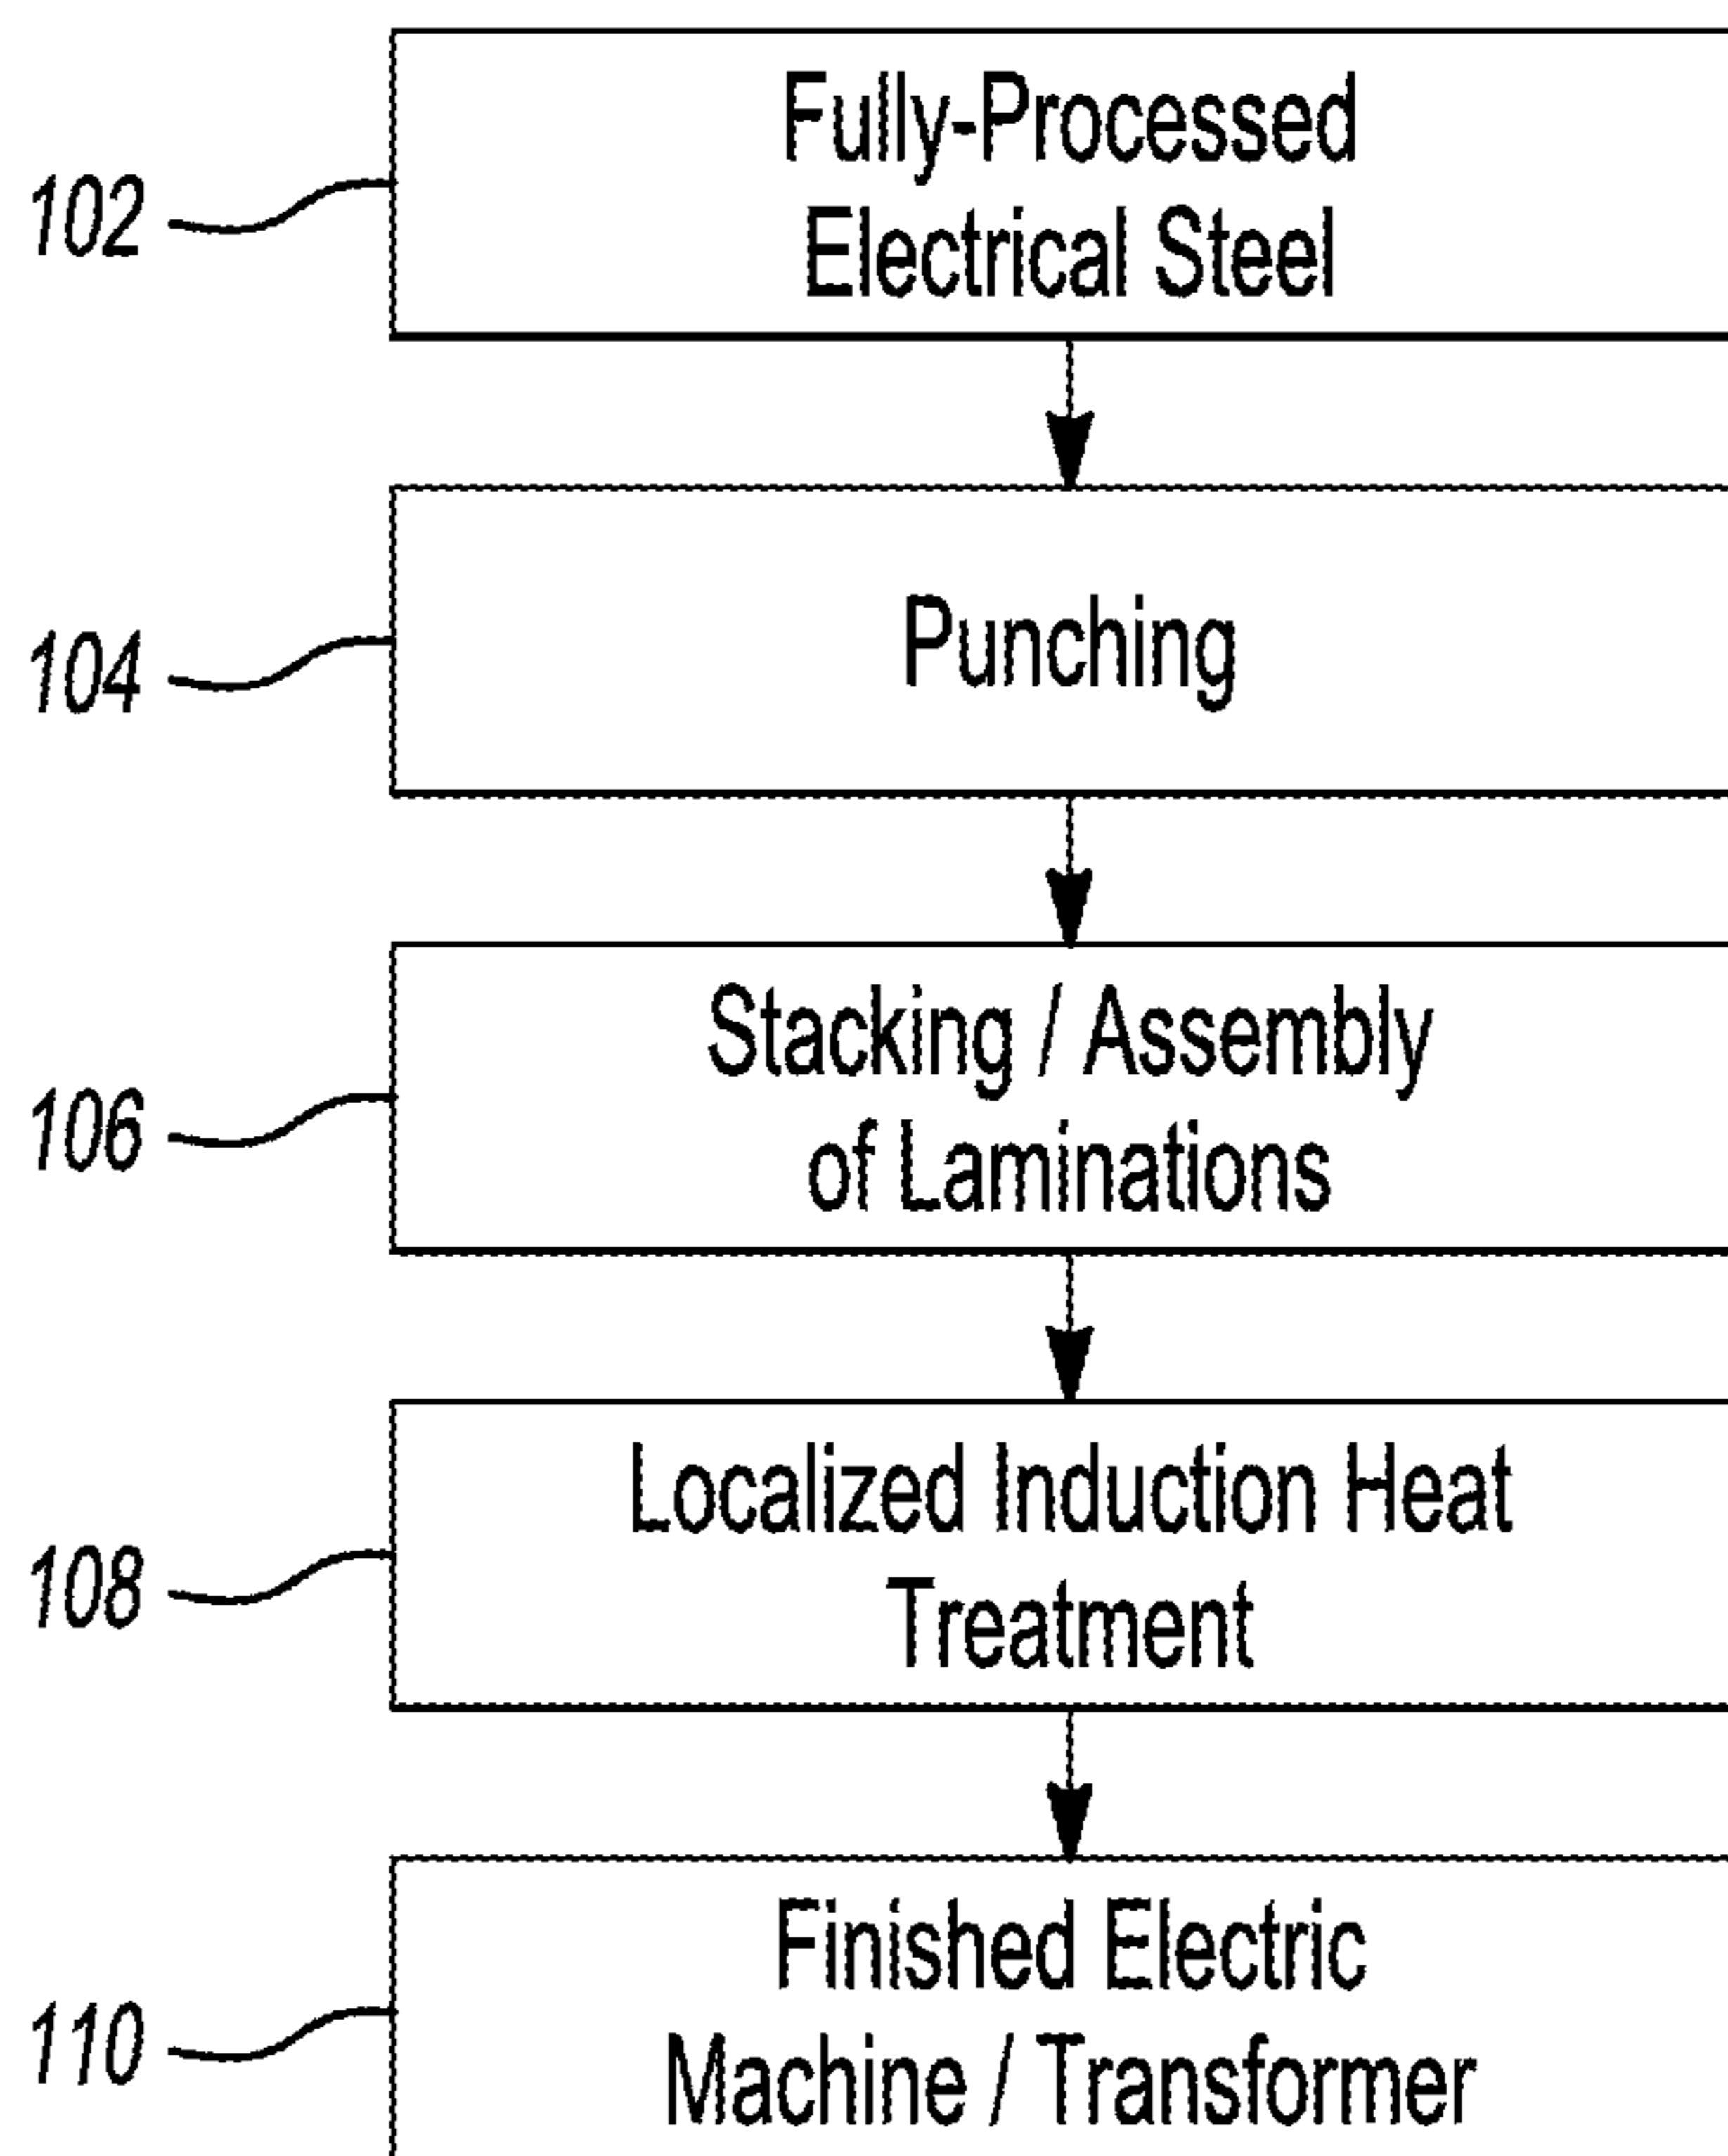 102
Fully-Processed
Electrical Steel
104
Punching
106
Stacking / Assembly
of Laminations
108
Localized Induction Heat
Treatment
110
Finished Electric
Machine / Transformer